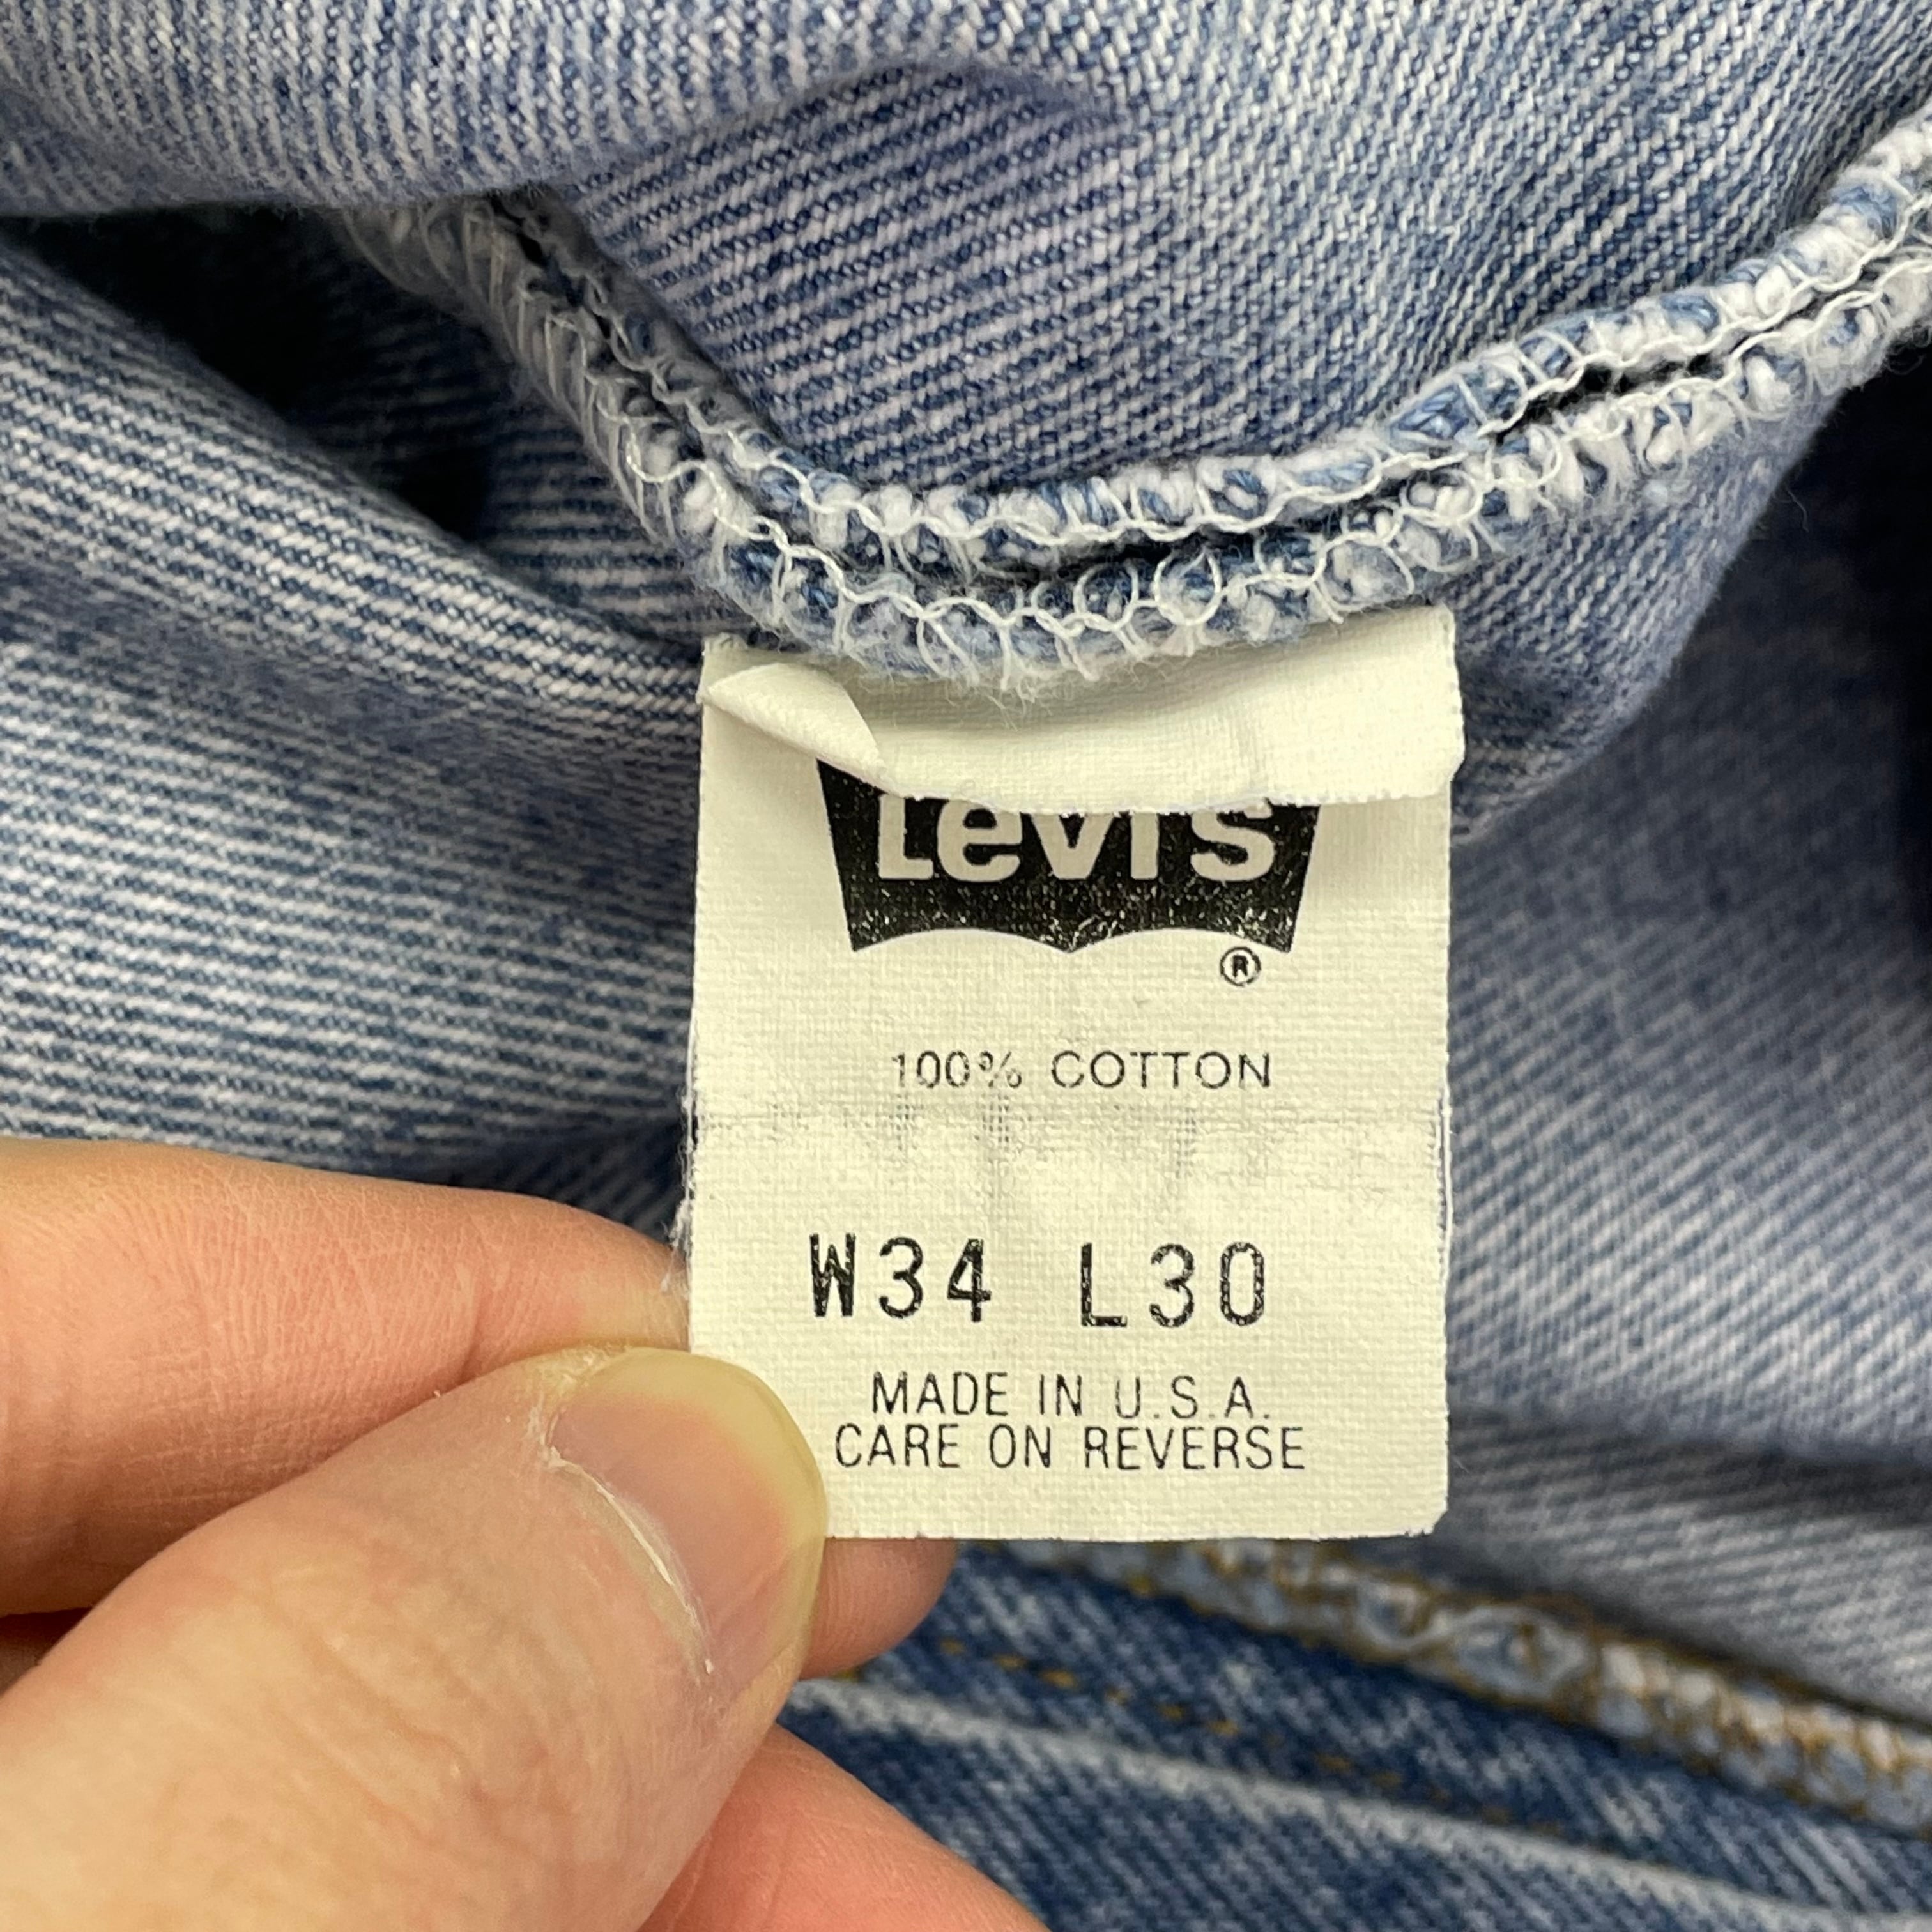 Levi's
®
100% COTTON
W34 L30
MADE IN U.S.A.
CARE ON REVERSE